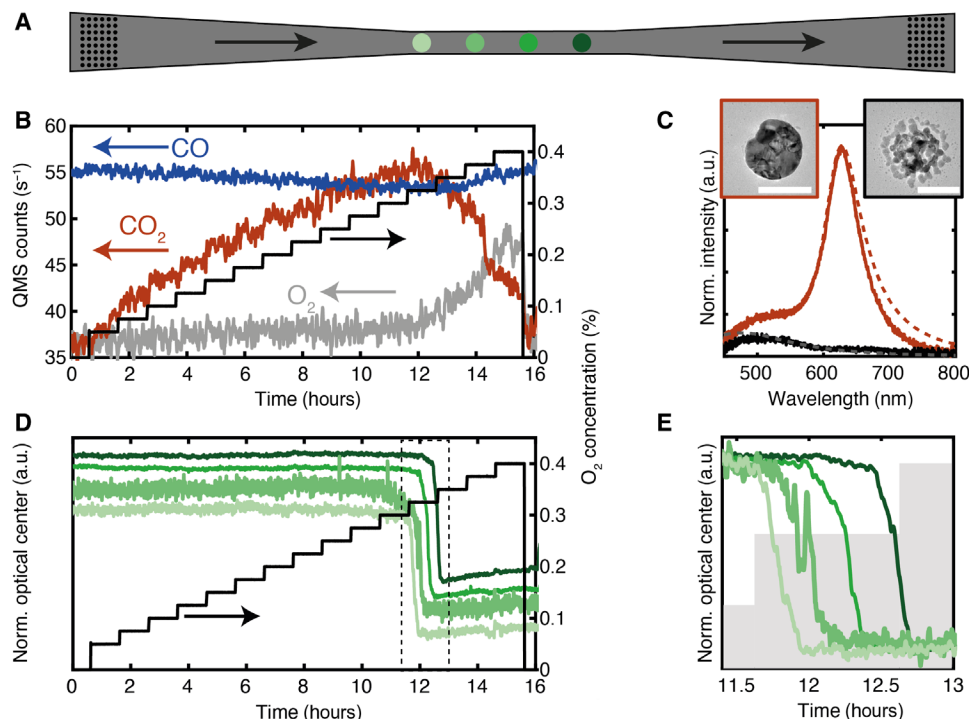 A
B
60
55
50
45
40
35
QMS counts (s⁻¹)
CO
CO₂
O₂
0.4
0.3
0.2
0.1
0
O₂ concentration (%)
0 2 4 6 8 10 12 14 16
Time (hours)
C
Norm. intensity (a.u.)
500 600 700 800
Wavelength (nm)
D
Norm. optical center (a.u.)
0.4
0.3
0.2
0.1
0
0 2 4 6 8 10 12 14 16
Time (hours)
E
Norm. optical center (a.u.)
11.5 12 12.5 13
Time (hours)